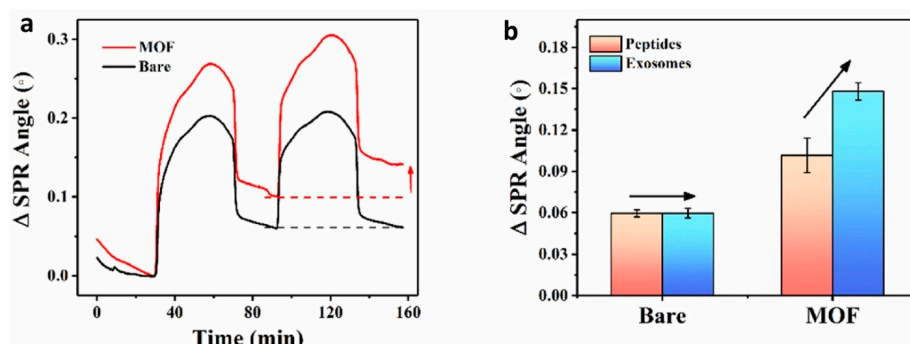 a
MOF
Bare
Δ SPR Angle (○)
0.3
0.2
0.1
0.0
0
40
80
120
160
Time (min)
b
Peptides
Exosomes
Δ SPR Angle (○)
0.18
0.15
0.12
0.09
0.06
0.03
0.00
Bare
MOF